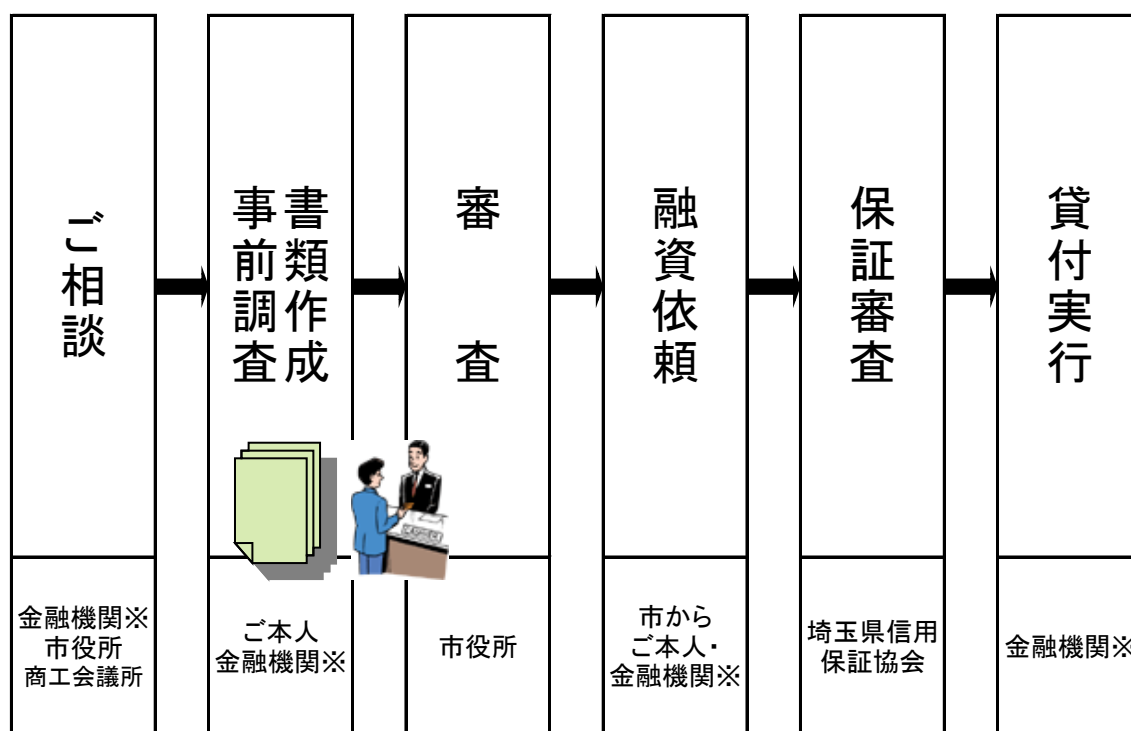 ご相談
書類作成
事前調査
審査
融資依頼
保証審査
貸付実行
金融機関※
市役所
商工会議所
ご本人
金融機関※
市役所
市から
ご本人・
金融機関※
埼玉県信用
保証協会
金融機関※